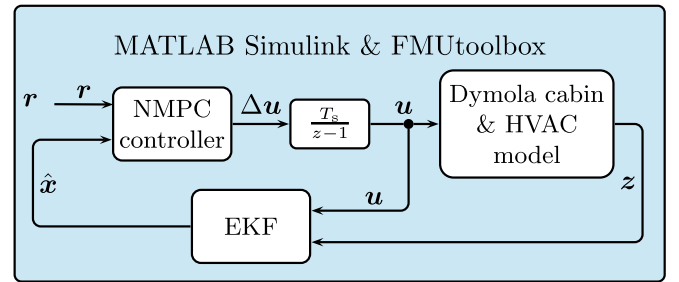 MATLAB Simulink & FMUtoolbox
r
r
NMPC
controller
Δu
Ts
z−1
u
Dymola cabin
& HVAC
model
x̂
EKF
u
z